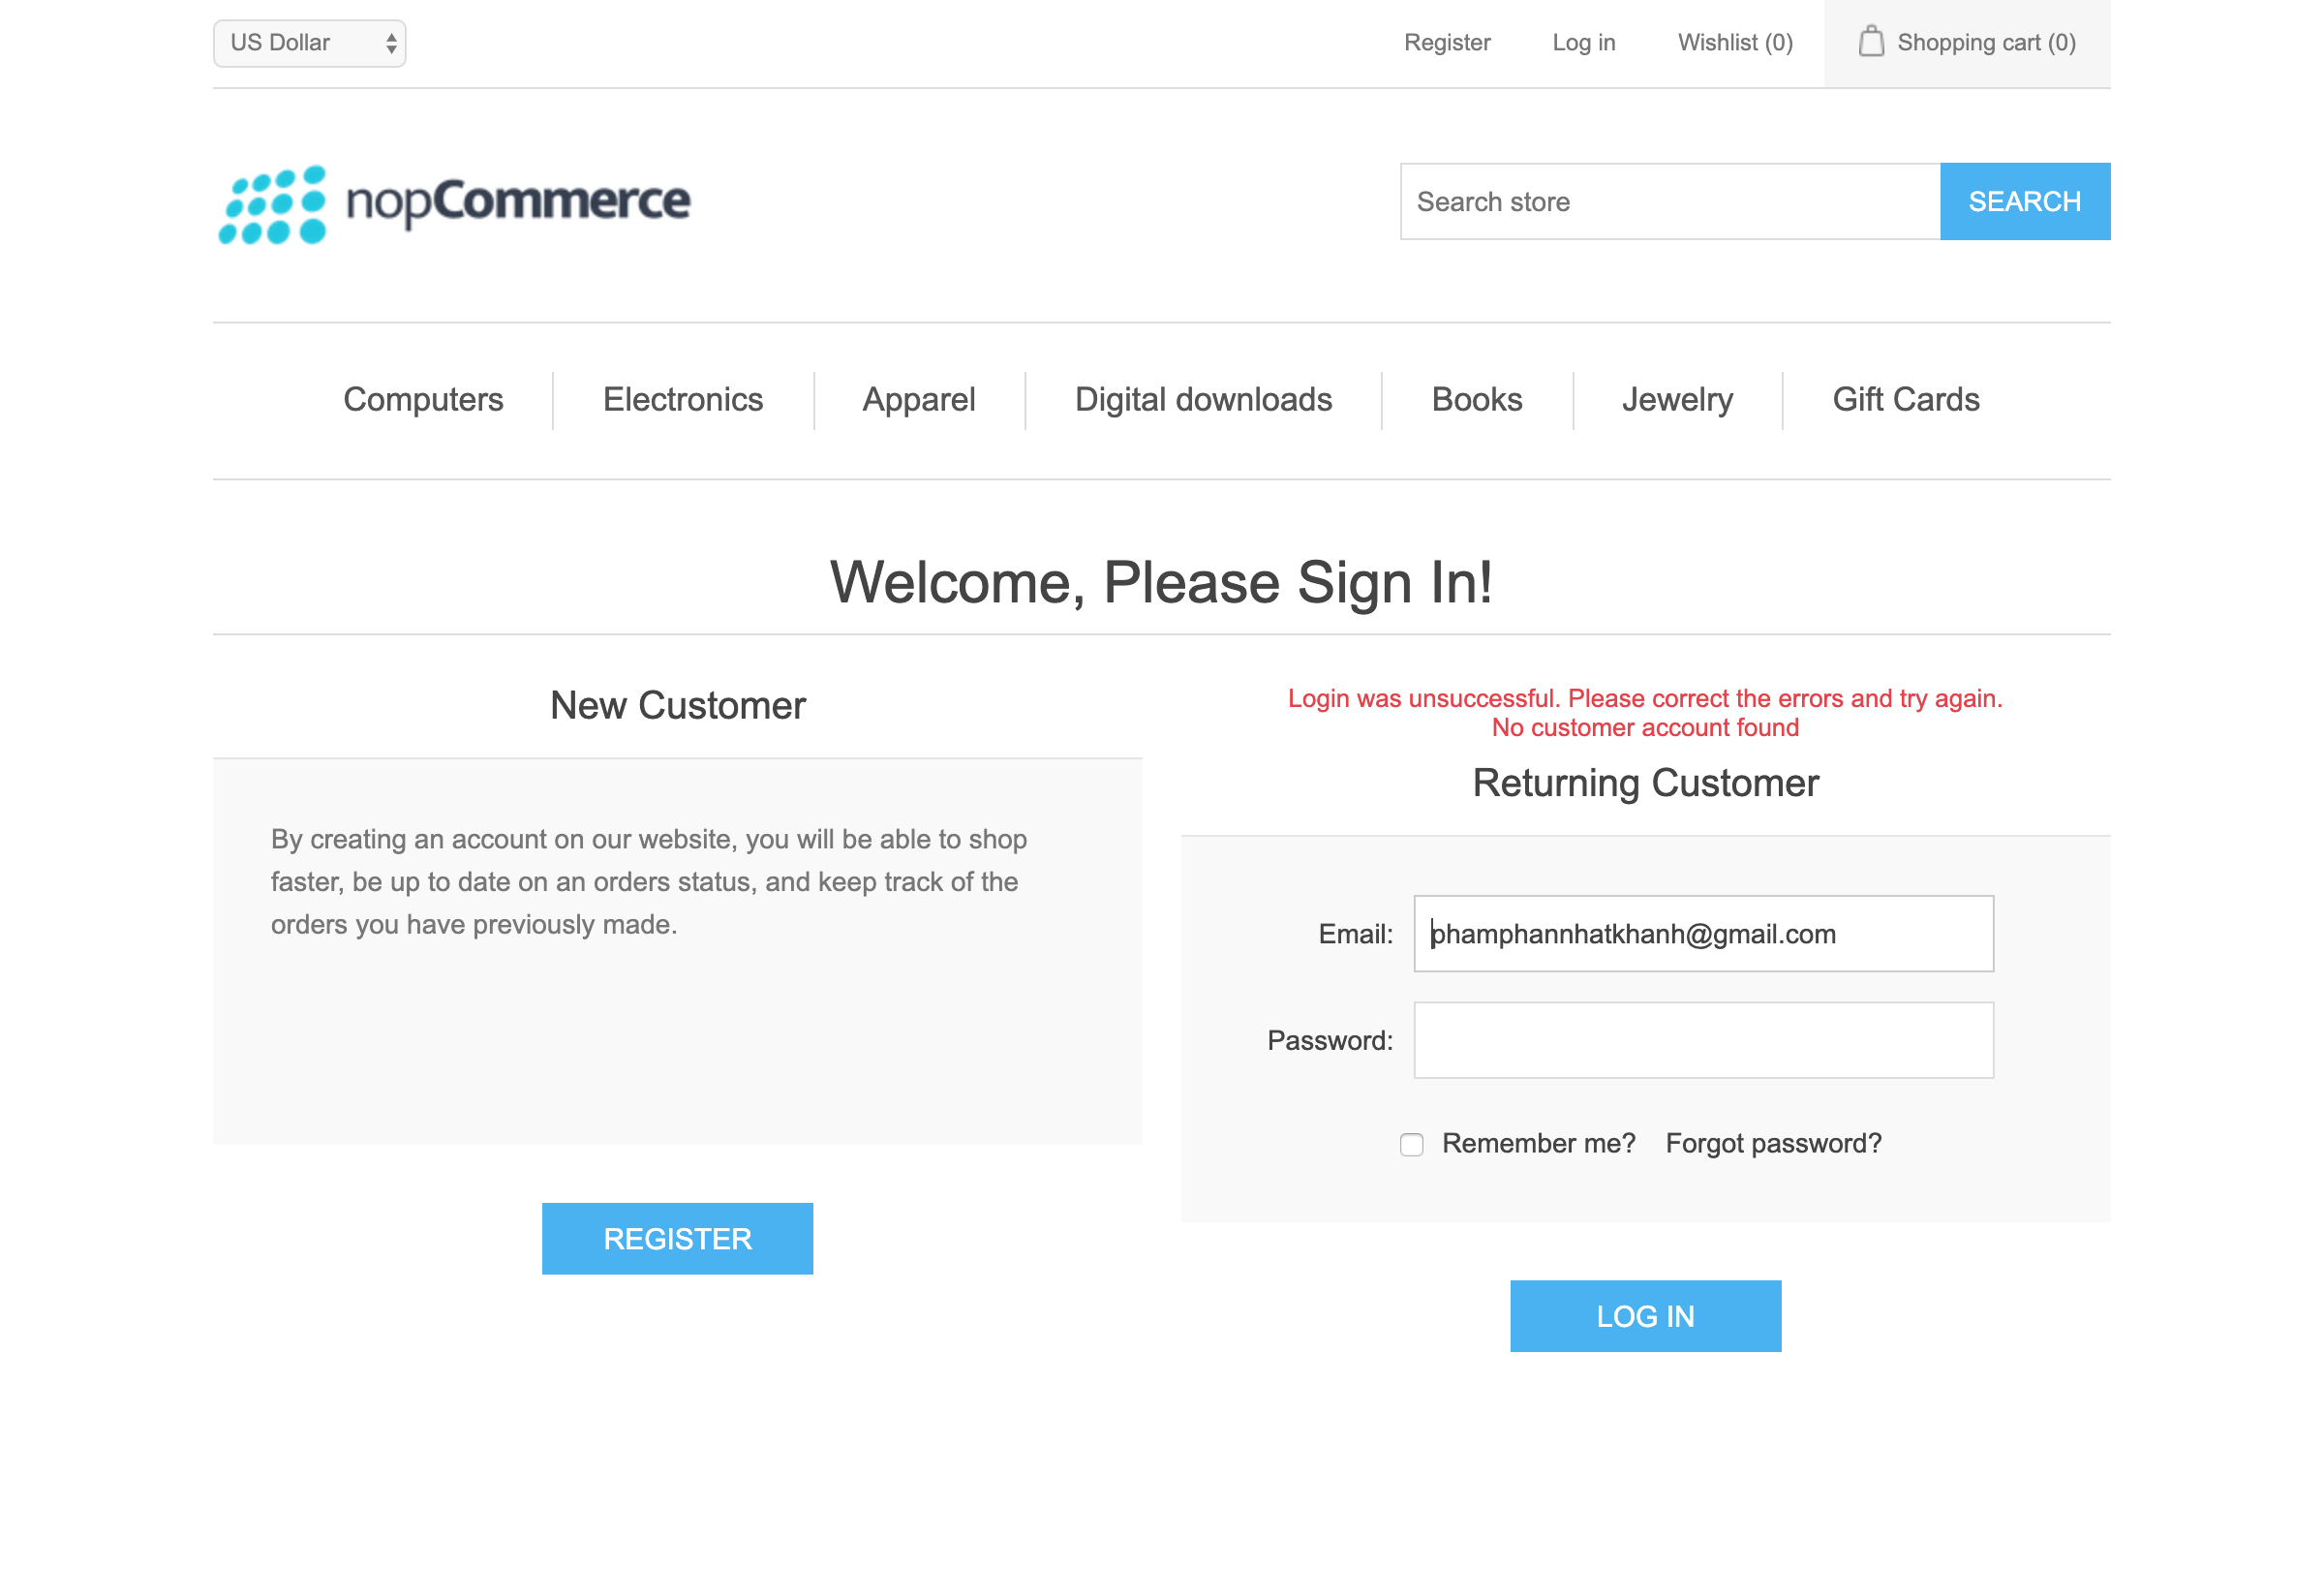 US Dollar
Register
Log in
Wishlist (0)
Shopping cart (0)
nopCommerce
Search store
SEARCH
Computers
Electronics
Apparel
Digital downloads
Books
Jewelry
Gift Cards
Welcome, Please Sign In!
New Customer
By creating an account on our website, you will be able to shop
faster, be up to date on an orders status, and keep track of the
orders you have previously made.
REGISTER
Login was unsuccessful. Please correct the errors and try again.
No customer account found
Returning Customer
Email:
phamphannhatkhanh@gmail.com
Password:
Remember me?
Forgot password?
LOG IN